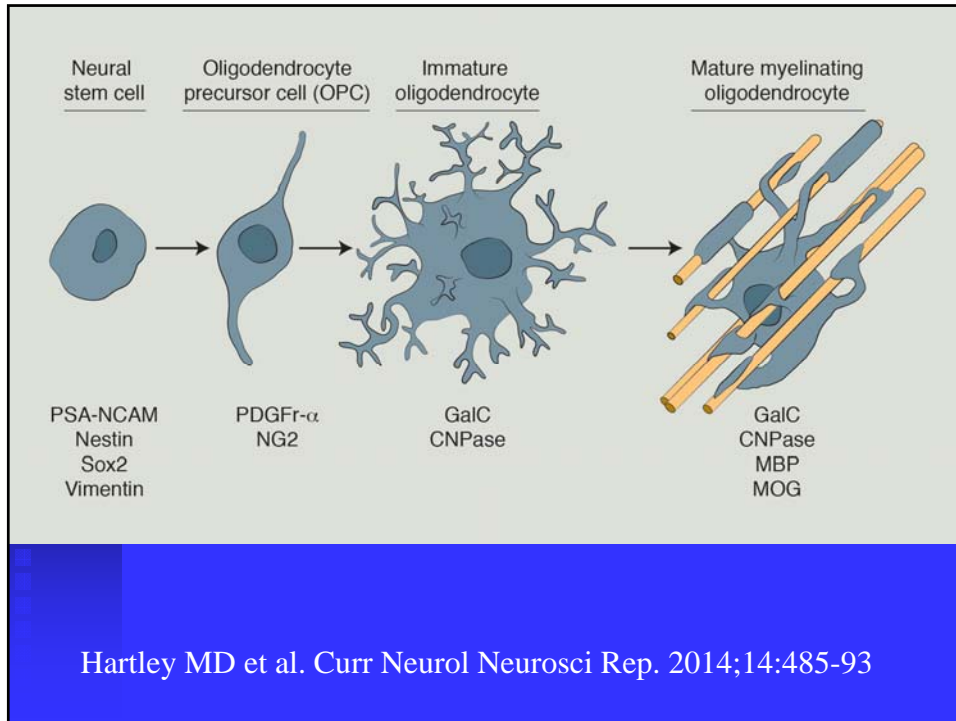 Neural
stem cell
Oligodendrocyte
precursor cell (OPC)
Immature
oligodendrocyte
Mature myelinating
oligodendrocyte
PSA-NCAM
Nestin
Sox2
Vimentin
PDGFr-α
NG2
GalC
CNPase
GalC
CNPase
MBP
MOG
Hartley MD et al. Curr Neurol Neurosci Rep. 2014;14:485-93